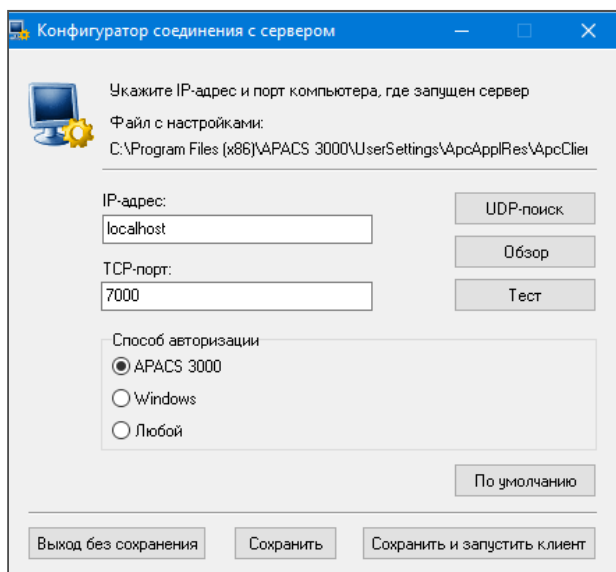 Конфигуратор соединения с сервером
Укажите IP-адрес и порт компьютера, где запущен сервер
Файл с настройками:
C:\Program Files (x86)\APACS 3000\UserSettings\ApcApplRes\ApcClie
IP-адрес:
localhost
UDP-поиск
Обзор
TCP-порт:
7000
Тест
Способ авторизации
APACS 3000
Windows
Любой
По умолчанию
Выход без сохранения
Сохранить
Сохранить и запустить клиент